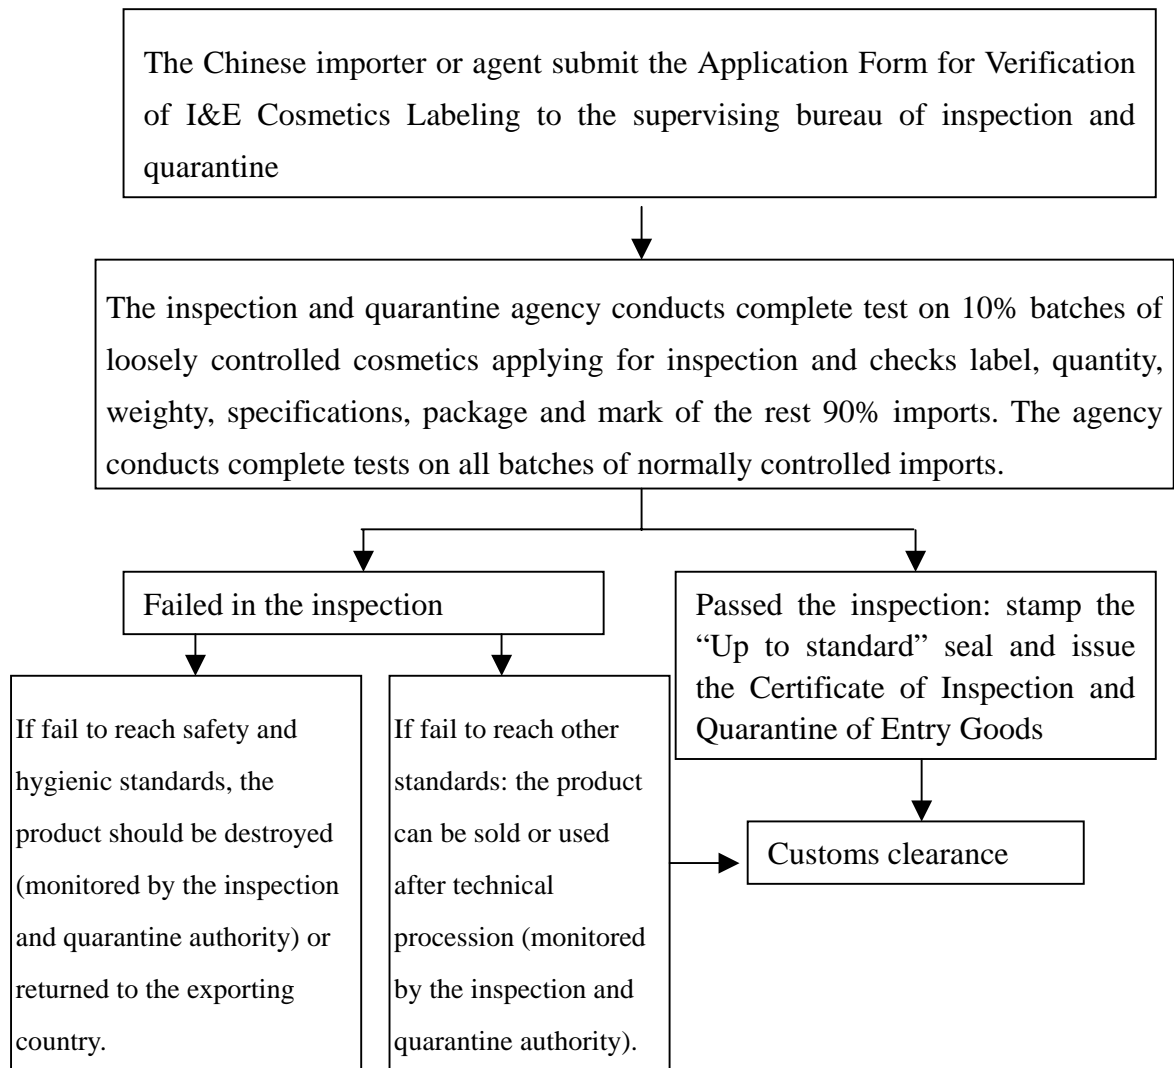 The Chinese importer or agent submit the Application Form for Verification
of I&E Cosmetics Labeling to the supervising bureau of inspection and
quarantine
The inspection and quarantine agency conducts complete test on 10% batches of
loosely controlled cosmetics applying for inspection and checks label, quantity,
weighty, specifications, package and mark of the rest 90% imports. The agency
conducts complete tests on all batches of normally controlled imports.
Failed in the inspection
Passed the inspection: stamp the
“Up to standard” seal and issue
the Certificate of Inspection and
Quarantine of Entry Goods
If fail to reach safety and
hygienic standards, the
product should be destroyed
(monitored by the inspection
and quarantine authority) or
returned to the exporting
country.
If fail to reach other
standards: the product
can be sold or used
after technical
procession (monitored
by the inspection and
quarantine authority).
Customs clearance